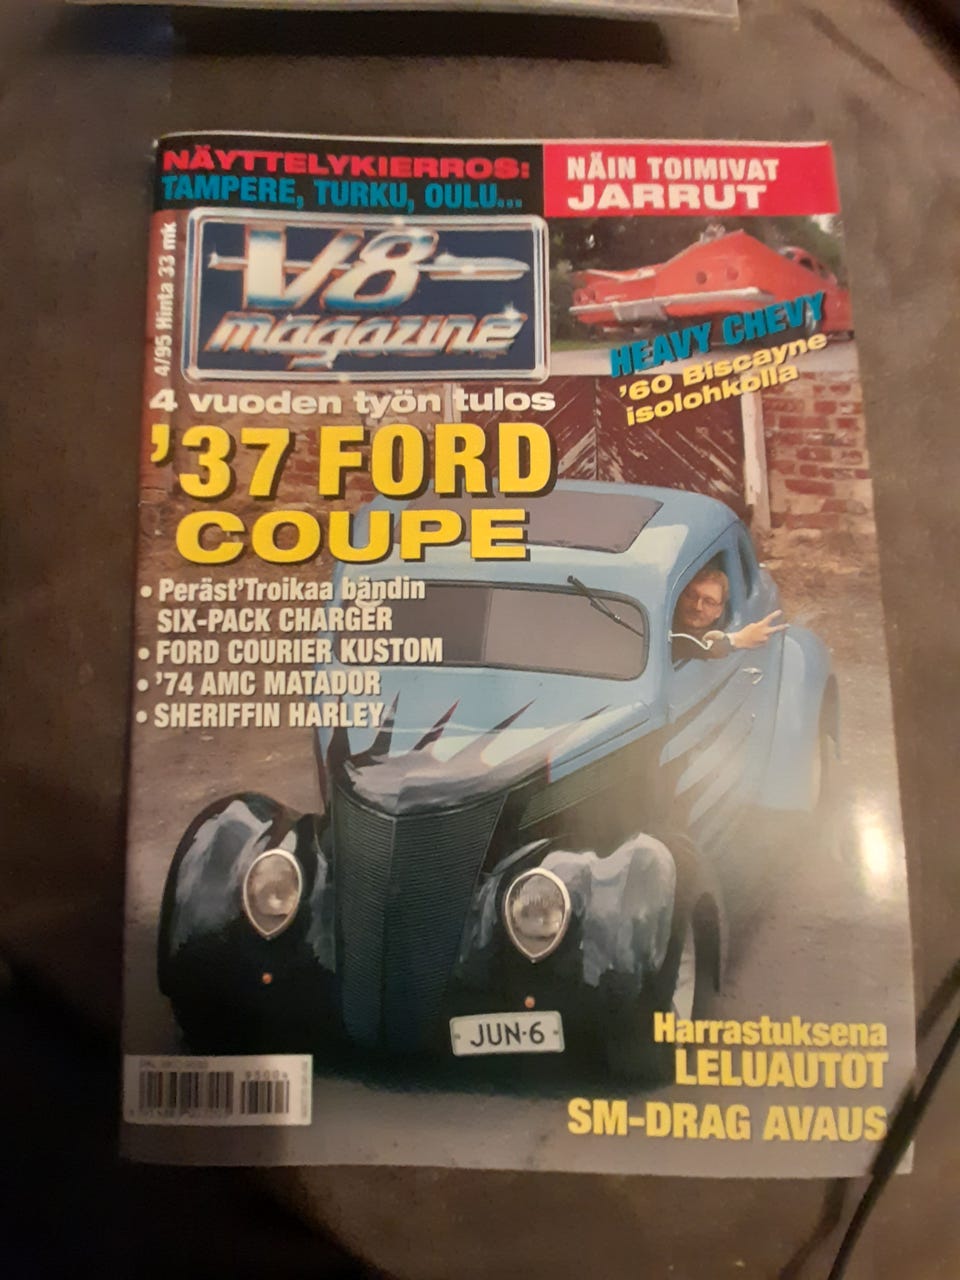 NÄYTTELYKIERROS:
TAMPERE, TURKU, OULU...
NÄIN TOIMIVAT
JARRUT
4/95 Hinta 33 mk
V8
magazine
HEAVY CHEVY
'60 Biscayne
isolohkolla
4 vuoden työn tulos
'37 FORD
COUPE
• Peräst'Troikaa bändin
SIX-PACK CHARGER
• FORD COURIER KUSTOM
• '74 AMC MATADOR
• SHERIFFIN HARLEY
JUN-6
Harrastuksena
LELUAUTOT
SM-DRAG AVAUS
95004